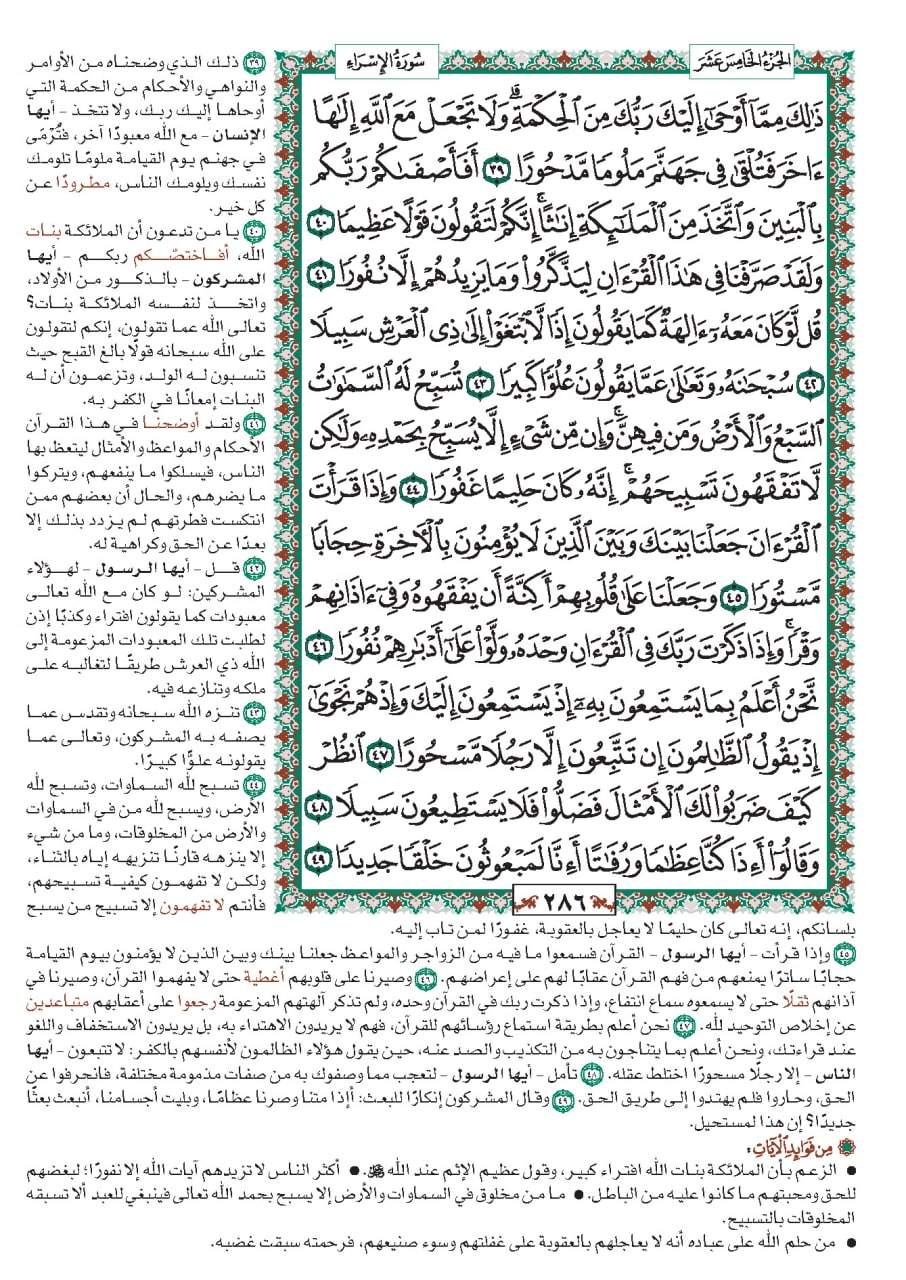 الجُزْءُ الخَامِسَ عَشَرَ
سُورَةُ الإِسْرَاءِ
ذَٰلِكَ مِمَّآ أَوْحَىٰٓ إِلَيْكَ رَبُّكَ مِنَ ٱلْحِكْمَةِۗ وَلَا تَجْعَلْ مَعَ ٱللَّهِ إِلَٰهًا
ءَاخَرَ فَتُلْقَىٰ فِى جَهَنَّمَ مَلُومًا مَّدْحُورًا ٣٩ أَفَأَصْفَىٰكُمْ رَبُّكُم
بِٱلْبَنِينَ وَٱتَّخَذَ مِنَ ٱلْمَلَٰٓئِكَةِ إِنَٰثًاۚ إِنَّكُمْ لَتَقُولُونَ قَوْلًا عَظِيمًا ٤٠
وَلَقَدْ صَرَّفْنَا فِى هَٰذَا ٱلْقُرْءَانِ لِيَذَّكَّرُوا۟ وَمَا يَزِيدُهُمْ إِلَّا نُفُورًا ٤١
قُل لَّوْ كَانَ مَعَهُۥٓ ءَالِهَةٌ كَمَا يَقُولُونَ إِذًا لَّٱبْتَغَوْا۟ إِلَىٰ ذِى ٱلْعَرْشِ سَبِيلًا
٤٢ سُبْحَٰنَهُۥ وَتَعَٰلَىٰ عَمَّا يَقُولُونَ عُلُوًّا كَبِيرًا ٤٣ تُسَبِّحُ لَهُ ٱلسَّمَٰوَٰتُ
ٱلسَّبْعُ وَٱلْأَرْضُ وَمَن فِيهِنَّۚ وَإِن مِّن شَىْءٍ إِلَّا يُسَبِّحُ بِحَمْدِهِۦ وَلَٰكِن
لَّا تَفْقَهُونَ تَسْبِيحَهُمْۗ إِنَّهُۥ كَانَ حَلِيمًا غَفُورًا ٤٤ وَإِذَا قَرَأْتَ
ٱلْقُرْءَانَ جَعَلْنَا بَيْنَكَ وَبَيْنَ ٱلَّذِينَ لَا يُؤْمِنُونَ بِٱلْءَاخِرَةِ حِجَابًا
مَّسْتُورًا ٤٥ وَجَعَلْنَا عَلَىٰ قُلُوبِهِمْ أَكِنَّةً أَن يَفْقَهُوهُ وَفِىٓ ءَاذَانِهِمْ
وَقْرًاۚ وَإِذَا ذَكَرْتَ رَبَّكَ فِى ٱلْقُرْءَانِ وَحْدَهُۥ وَلَّوْا۟ عَلَىٰٓ أَدْبَٰرِهِمْ نُفُورًا ٤٦
نَّحْنُ أَعْلَمُ بِمَا يَسْتَمِعُونَ بِهِۦٓ إِذْ يَسْتَمِعُونَ إِلَيْكَ وَإِذْ هُمْ نَجْوَىٰٓ
إِذْ يَقُولُ ٱلظَّٰلِمُونَ إِن تَتَّبِعُونَ إِلَّا رَجُلًا مَّسْحُورًا ٤٧ ٱنظُرْ
كَيْفَ ضَرَبُوا۟ لَكَ ٱلْأَمْثَالَ فَضَلُّوا۟ فَلَا يَسْتَطِيعُونَ سَبِيلًا ٤٨
وَقَالُوٓا۟ أَءِذَا كُنَّا عِظَٰمًا وَرُفَٰتًا أَءِنَّا لَمَبْعُوثُونَ خَلْقًا جَدِيدًا ٤٩
٢٨٦
٣٩ ذلك الذي وضحناه من الأوامر
والنواهي والأحكام من الحكمة التي
أوحاها إليك ربك، ولا تتخذ - أيها
الإنسان - مع الله معبودًا آخر، فتُرْمَى
في جهنم يوم القيامة ملومًا تلومك
نفسك ويلومك الناس، مطرودًا عن
كل خير.
٤٠ يا من تدعون أن الملائكة بنات
الله، أفـاختصّـكم ربكـم - أيها
المشركون - بالـذكـور من الأولاد،
واتخـذ لنفسه الملائكة بنات؟
تعالى الله عما تقولون، إنكم لتقولون
على الله سبحانه قولًا بالغ القبح حيث
تنسبون له الولد، وتزعمون أن له
البنات إمعانًا في الكفر به.
٤١ ولقد أوضحنا في هذا القرآن
الأحكام والمواعظ والأمثال ليتعظ بها
الناس، فيسلكوا ما ينفعهم، ويتركوا
ما يضرهم، والحال أن بعضهم ممن
انتكست فطرتهم لم يزدد بذلك إلا
بعدًا عن الحق وكراهية له.
٤٢ قـل - أيها الرسول - لهـؤلاء
المشركين: لو كان مع الله تعالى
معبودات كما يقولون افتراء وكذبًا إذن
لطلبت تلك المعبودات المزعومة إلى
الله ذي العرش طريقًا لتغالبه على
ملكه وتنازعه فيه.
٤٣ تنزه الله سبحانه وتقدس عما
يصفه به المشركون، وتعالى عما
يقولونه علوًّا كبيرًا.
٤٤ تسبح لله السماوات، وتسبح لله
الأرض، ويسبح لله من في السماوات
والأرض من المخلوقات، وما من شيء
إلا ينزهه قارنًا تنزيهه إياه بالثناء،
ولكن لا تفهمون كيفية تسبيحهم،
فأنتم لا تفهمون إلا تسبيح من يسبح
بلسانكم، إنه تعالى كان حليمًا لا يعاجل بالعقوبة، غفورًا لمن تاب إليه.
٤٥ وإذا قرأت - أيها الرسول - القرآن فسمعوا ما فيه من الزواجر والمواعظ جعلنا بينك وبين الذين لا يؤمنون بيوم القيامة
حجابًا ساترًا يمنعهم من فهم القرآن عقابًا لهم على إعراضهم. ٤٦ وصيرنا على قلوبهم أغطية حتى لا يفهموا القرآن، وصيرنا في
آذانهم ثقلًا حتى لا يسمعوه سماع انتفاع، وإذا ذكرت ربك في القرآن وحده، ولم تذكر آلهتهم المزعومة رجعوا على أعقابهم متباعدين
عن إخلاص التوحيد لله. ٤٧ نحن أعلم بطريقة استماع رؤسائهم للقرآن، فهم لا يريدون الاهتداء به، بل يريدون الاستخفاف واللغو
عند قراءتك، ونحن أعلم بما يتناجون به من التكذيب والصد عنه، حين يقول هؤلاء الظالمون لأنفسهم بالكفر: لا تتبعون - أيها
الناس - إلا رجلًا مسحورًا اختلط عقله. ٤٨ تأمل - أيها الرسول - لتعجب مما وصفوك به من صفات مذمومة مختلفة، فانحرفوا عن
الحق، وحاروا فلم يهتدوا إلى طريق الحق. ٤٩ وقال المشركون إنكارًا للبعث: أإذا متنا وصرنا عظامًا، وبليت أجسامنا، أنبعث بعثًا
جديدًا؟ إن هذا لمستحيل.
مِن فَوَائِدِ الآيَاتِ:
● الزعم بأن الملائكة بنات الله افتراء كبير، وقول عظيم الإثم عند الله ﷻ. ● أكثر الناس لا تزيدهم آيات الله إلا نفورًا؛ لبغضهم
للحق ومحبتهم ما كانوا عليه من الباطل. ● ما من مخلوق في السماوات والأرض إلا يسبح بحمد الله تعالى فينبغي للعبد ألا تسبقه
المخلوقات بالتسبيح.
● من حلم الله على عباده أنه لا يعاجلهم بالعقوبة على غفلتهم وسوء صنيعهم، فرحمته سبقت غضبه.